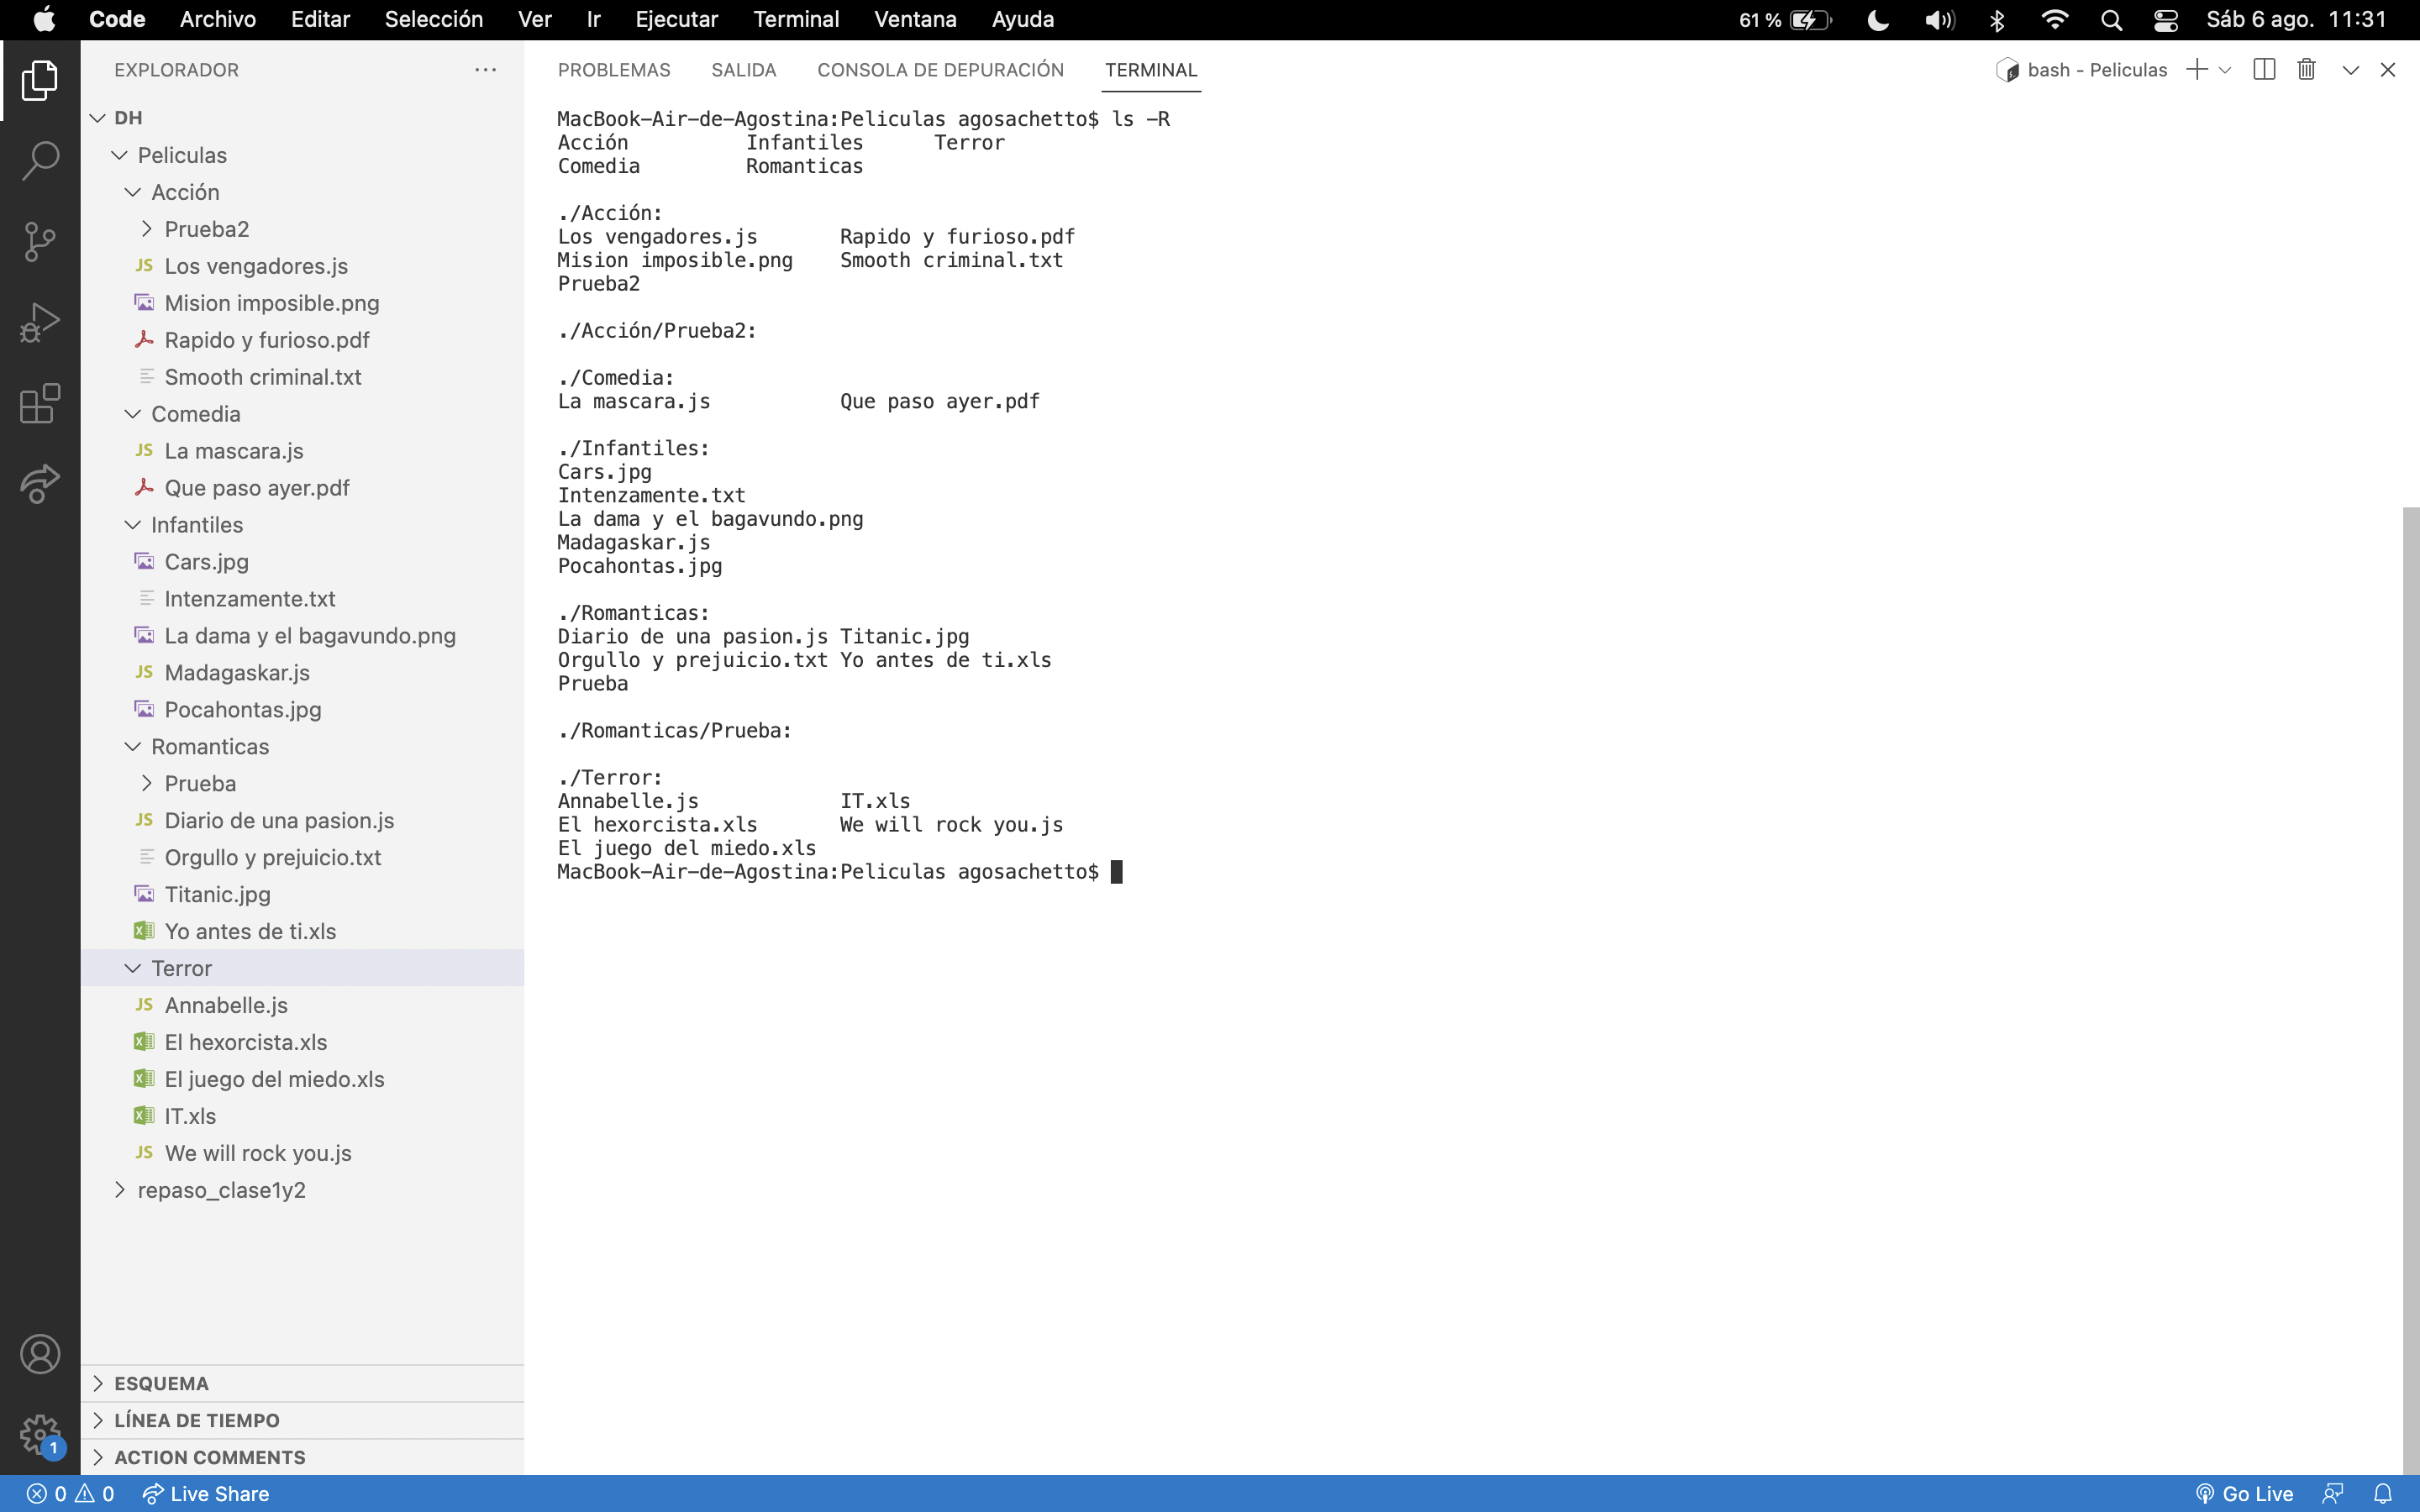 Code Archivo Editar Selección Ver Ir Ejecutar Terminal Ventana Ayuda 61 % Sáb 6 ago. 11:31
EXPLORADOR
DH
Peliculas
Acción
Prueba2
JS Los vengadores.js
Mision imposible.png
Rapido y furioso.pdf
Smooth criminal.txt
Comedia
JS La mascara.js
Que paso ayer.pdf
Infantiles
Cars.jpg
Intenzamente.txt
La dama y el bagavundo.png
JS Madagaskar.js
Pocahontas.jpg
Romanticas
Prueba
JS Diario de una pasion.js
Orgullo y prejuicio.txt
Titanic.jpg
Yo antes de ti.xls
Terror
JS Annabelle.js
El hexorcista.xls
El juego del miedo.xls
IT.xls
JS We will rock you.js
repaso_clase1y2
ESQUEMA
LÍNEA DE TIEMPO
ACTION COMMENTS
1
PROBLEMAS SALIDA CONSOLA DE DEPURACIÓN TERMINAL bash - Peliculas
MacBook-Air-de-Agostina:Peliculas agosachetto$ ls -R
Acción Infantiles Terror
Comedia Romanticas
./Acción:
Los vengadores.js Rapido y furioso.pdf
Mision imposible.png Smooth criminal.txt
Prueba2
./Acción/Prueba2:
./Comedia:
La mascara.js Que paso ayer.pdf
./Infantiles:
Cars.jpg
Intenzamente.txt
La dama y el bagavundo.png
Madagaskar.js
Pocahontas.jpg
./Romanticas:
Diario de una pasion.js Titanic.jpg
Orgullo y prejuicio.txt Yo antes de ti.xls
Prueba
./Romanticas/Prueba:
./Terror:
Annabelle.js IT.xls
El hexorcista.xls We will rock you.js
El juego del miedo.xls
MacBook-Air-de-Agostina:Peliculas agosachetto$
0 0 Live Share Go Live